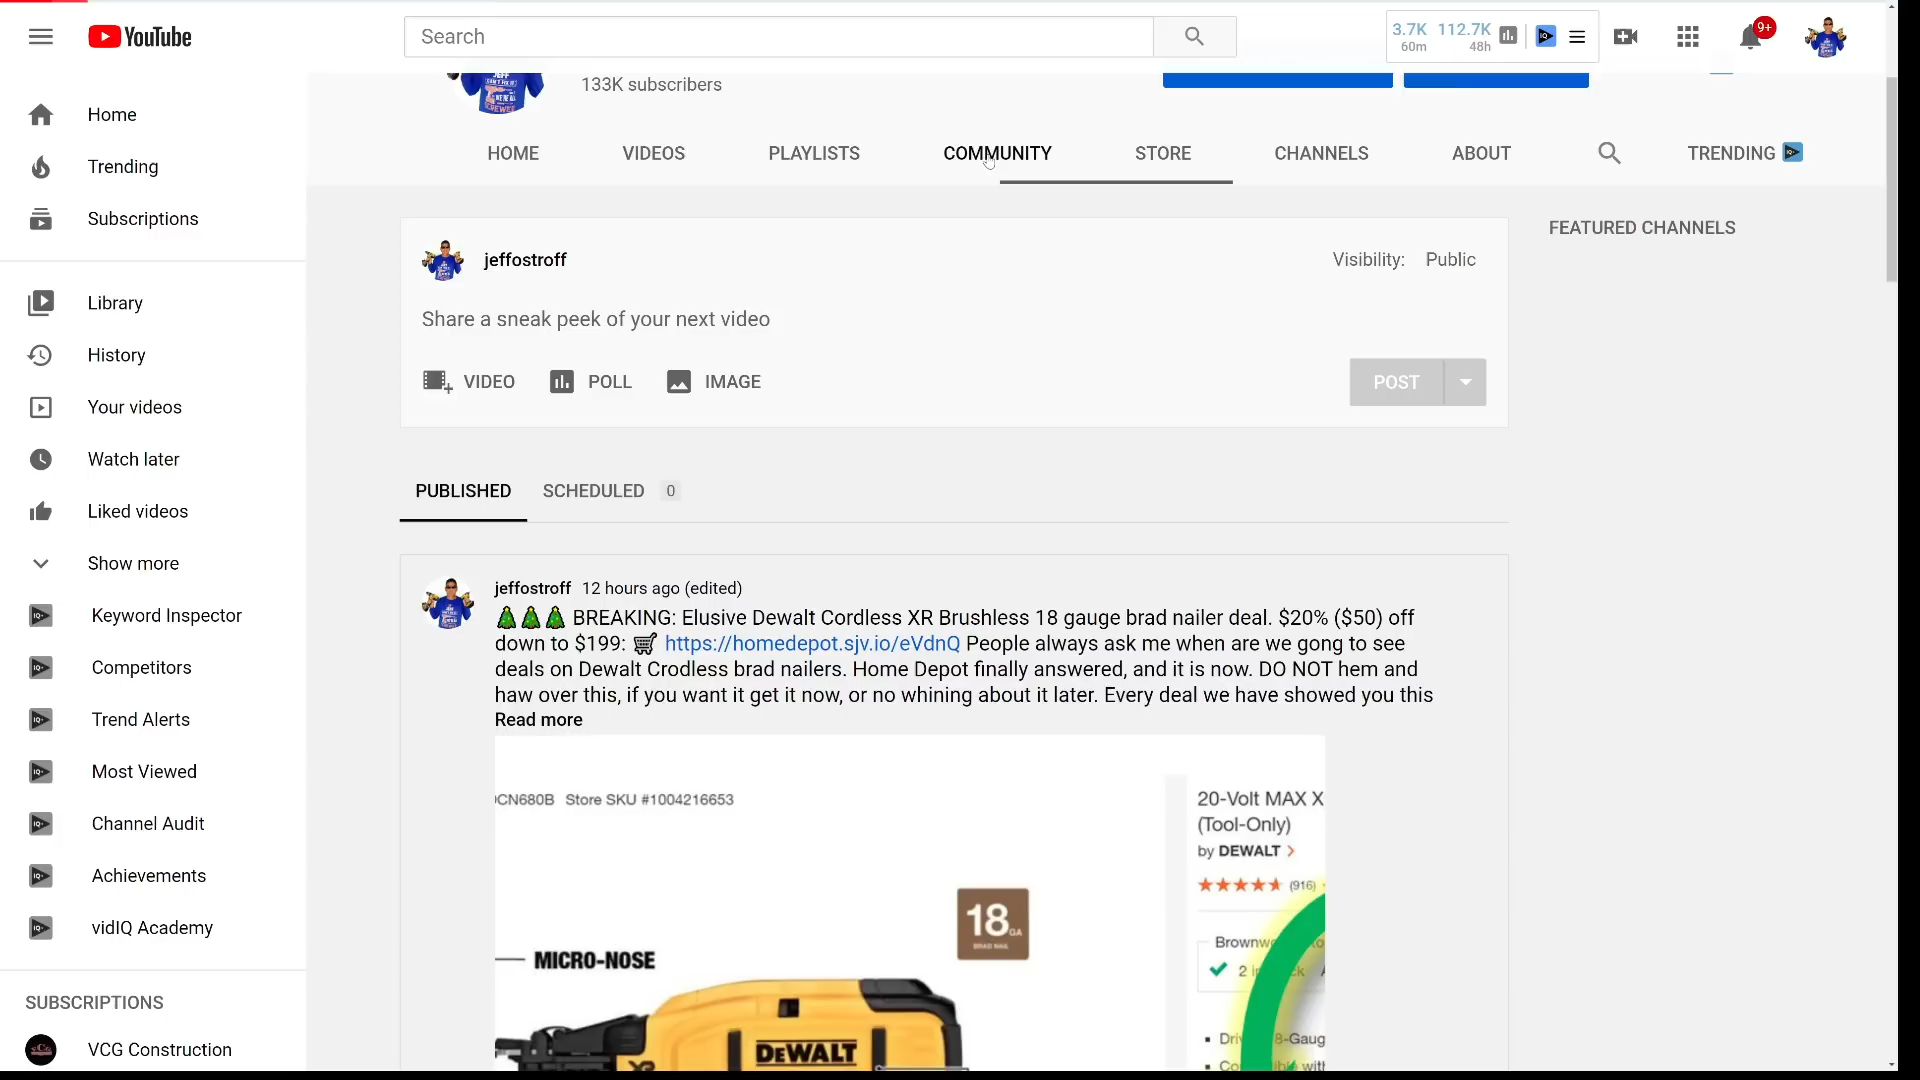 YouTube
Search
3.7K 112.7K
60m 48h
9+
133K subscribers
HOME VIDEOS PLAYLISTS COMMUNITY STORE CHANNELS ABOUT TRENDING
Home
Trending
Subscriptions
Library
History
Your videos
Watch later
Liked videos
Show more
Keyword Inspector
Competitors
Trend Alerts
Most Viewed
Channel Audit
Achievements
vidIQ Academy
SUBSCRIPTIONS
VCG Construction
jeffostroff
Visibility: Public
Share a sneak peek of your next video
VIDEO POLL IMAGE
POST
FEATURED CHANNELS
PUBLISHED SCHEDULED 0
jeffostroff 12 hours ago (edited)
🎄🎄🎄 BREAKING: Elusive Dewalt Cordless XR Brushless 18 gauge brad nailer deal. $20% ($50) off
down to $199: 🛒 https://homedepot.sjv.io/eVdnQ People always ask me when are we gong to see
deals on Dewalt Crodless brad nailers. Home Depot finally answered, and it is now. DO NOT hem and
haw over this, if you want it get it now, or no whining about it later. Every deal we have showed you this
Read more
CN680B Store SKU #1004216653
18 GA
BRAD NAIL
MICRO-NOSE
DEWALT
XR
20-Volt MAX X
(Tool-Only)
by DEWALT >
(916)